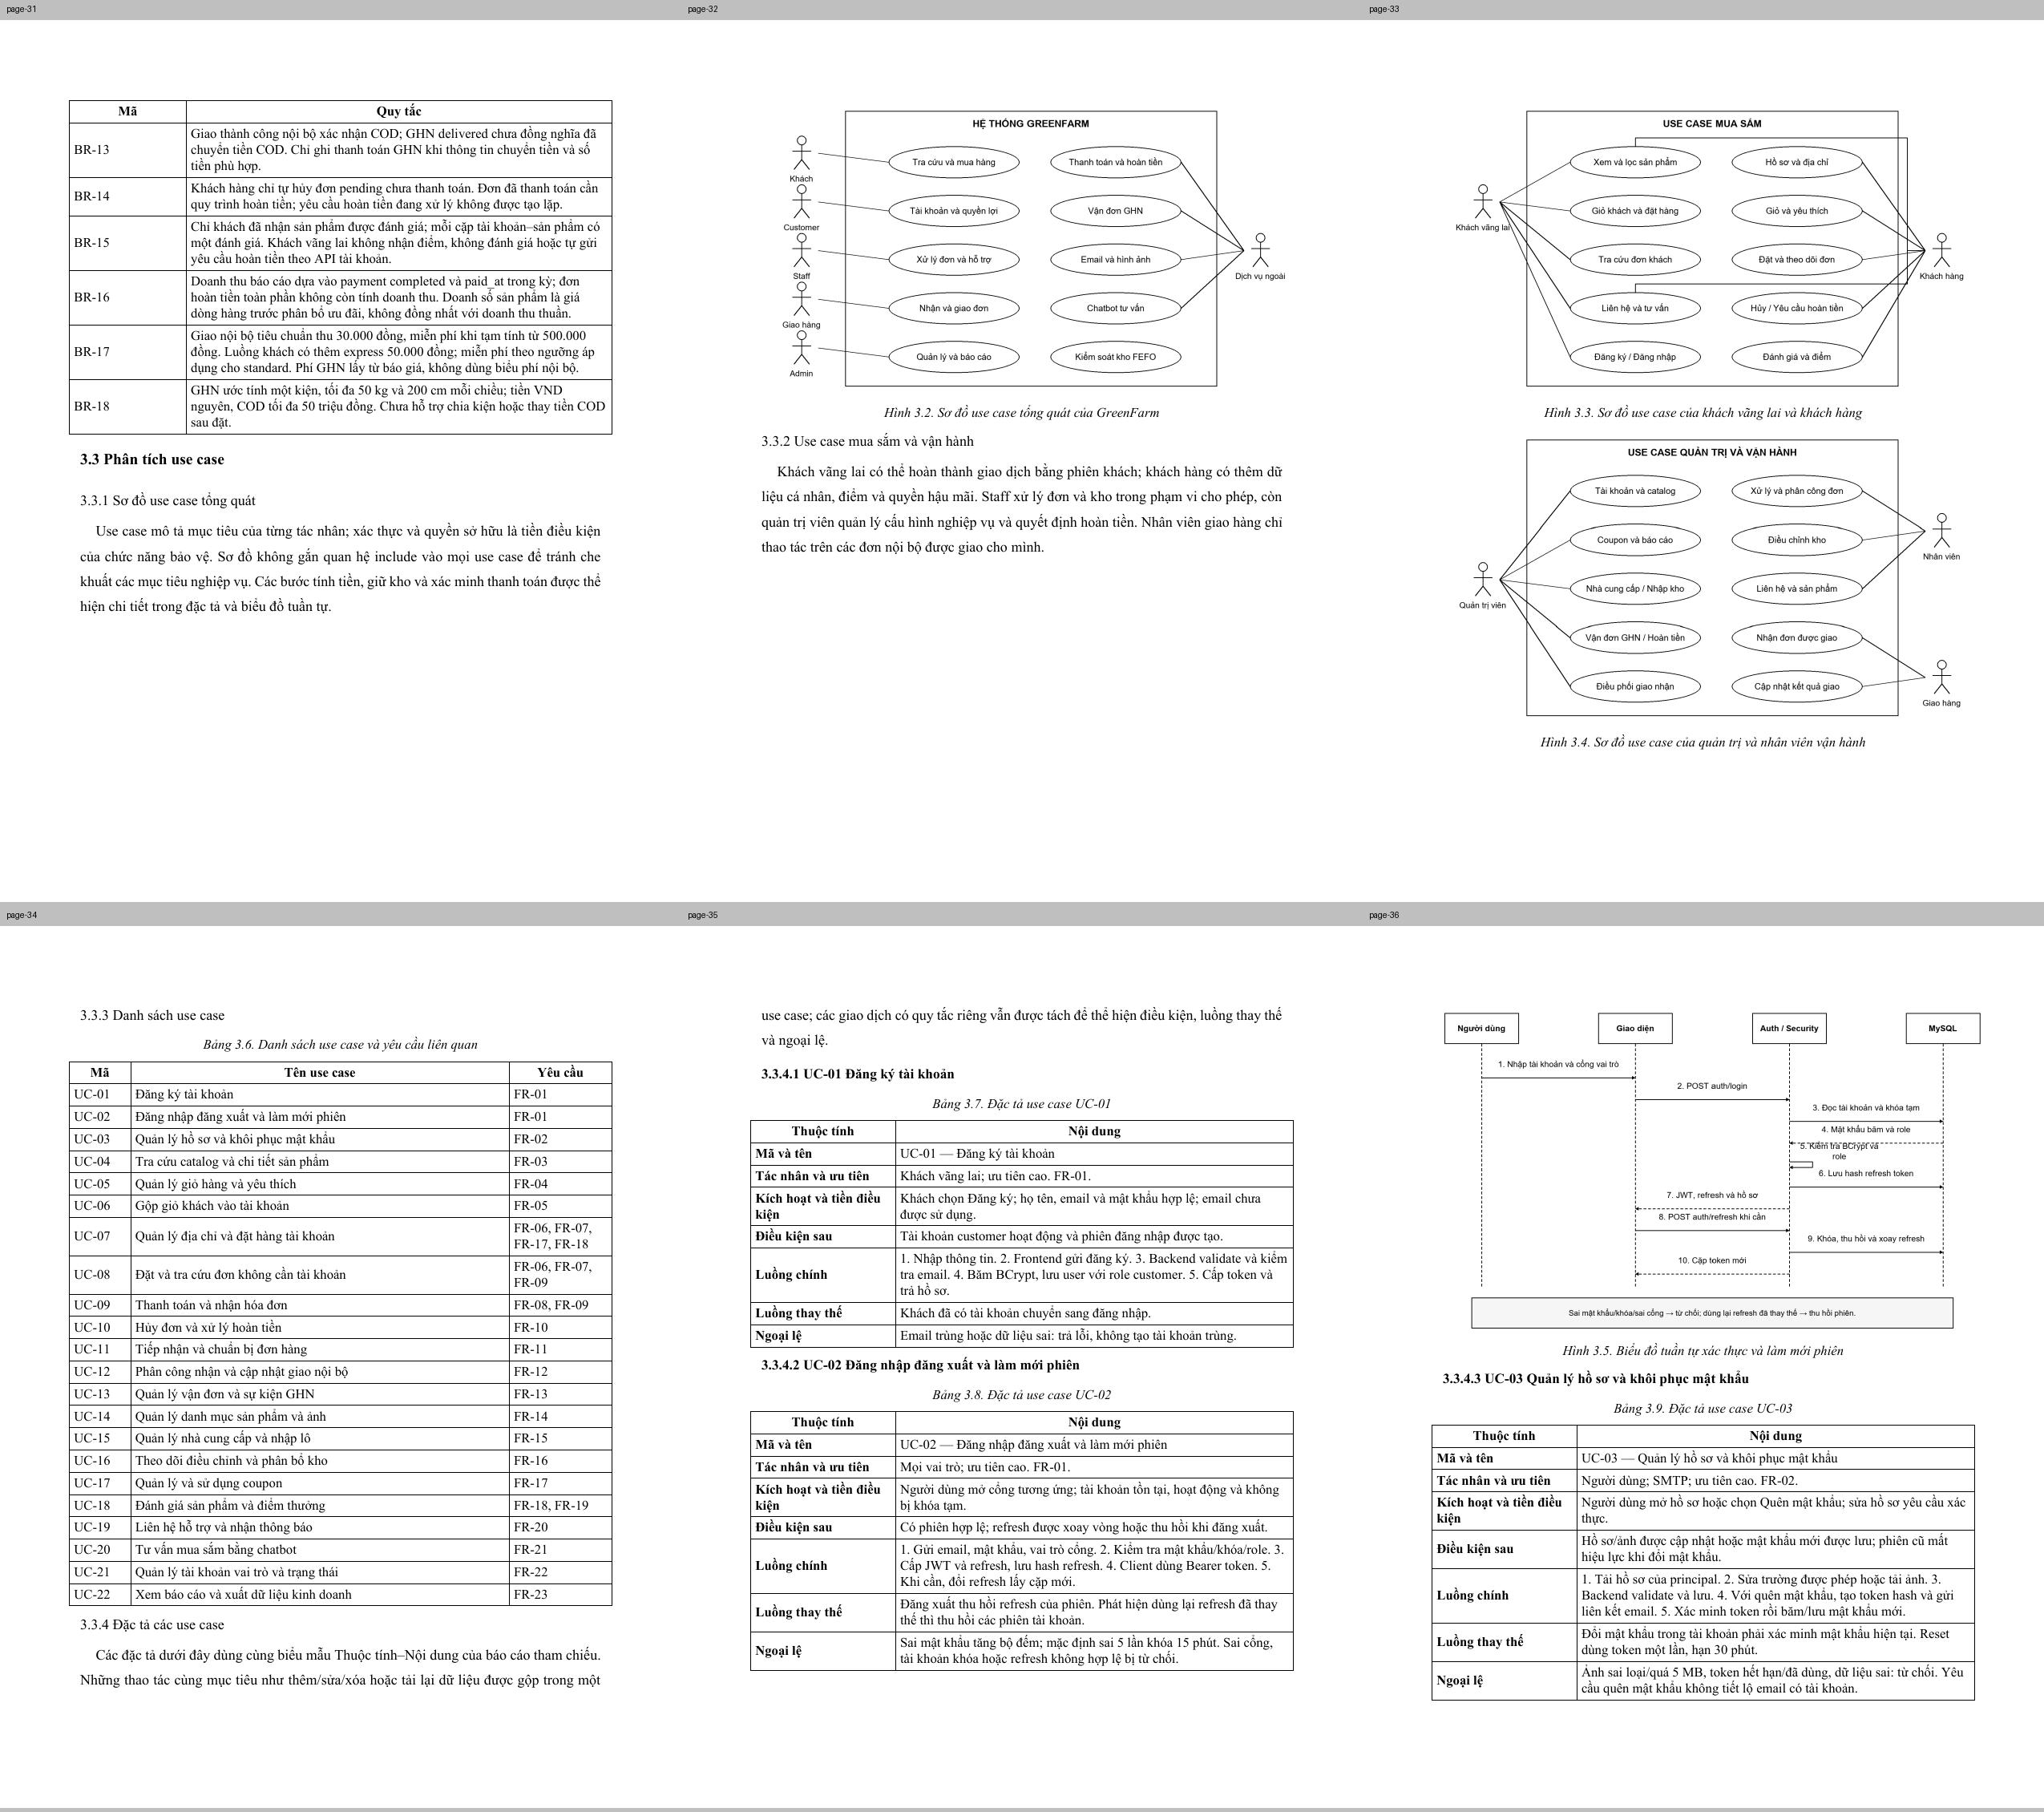 page-31
Mã Quy tắc
BR-13 Giao thành công nội bộ xác nhận COD; GHN delivered chưa đồng nghĩa đã
chuyển tiền COD. Chỉ ghi thanh toán GHN khi thông tin chuyển tiền và số
tiền phù hợp.
BR-14 Khách hàng chỉ tự hủy đơn pending chưa thanh toán. Đơn đã thanh toán cần
quy trình hoàn tiền; yêu cầu hoàn tiền đang xử lý không được tạo lặp.
BR-15 Chỉ khách đã nhận sản phẩm được đánh giá; mỗi cặp tài khoản–sản phẩm có
một đánh giá. Khách vãng lai không nhận điểm, không đánh giá hoặc tự gửi
yêu cầu hoàn tiền theo API tài khoản.
BR-16 Doanh thu báo cáo dựa vào payment completed và paid_at trong kỳ; đơn
hoàn tiền toàn phần không còn tính doanh thu. Doanh số sản phẩm là giá
dòng hàng trước phân bổ ưu đãi, không đồng nhất với doanh thu thuần.
BR-17 Giao nội bộ tiêu chuẩn thu 30.000 đồng, miễn phí khi tạm tính từ 500.000
đồng. Luồng khách có thêm express 50.000 đồng; miễn phí theo ngưỡng áp
dụng cho standard. Phí GHN lấy từ báo giá, không dùng biểu phí nội bộ.
BR-18 GHN ước tính một kiện, tối đa 50 kg và 200 cm mỗi chiều; tiền VND
nguyên, COD tối đa 50 triệu đồng. Chưa hỗ trợ chia kiện hoặc thay tiền COD
sau đặt.
3.3 Phân tích use case
3.3.1 Sơ đồ use case tổng quát
Use case mô tả mục tiêu của từng tác nhân; xác thực và quyền sở hữu là tiền điều kiện
của chức năng bảo vệ. Sơ đồ không gắn quan hệ include vào mọi use case để tránh che
khuất các mục tiêu nghiệp vụ. Các bước tính tiền, giữ kho và xác minh thanh toán được thể
hiện chi tiết trong đặc tả và biểu đồ tuần tự.
page-32
HỆ THỐNG GREENFARM
Khách
Customer
Staff
Giao hàng
Admin
Tra cứu và mua hàng
Tài khoản và quyền lợi
Xử lý đơn và hỗ trợ
Nhận và giao đơn
Quản lý và báo cáo
Thanh toán và hoàn tiền
Vận đơn GHN
Email và hình ảnh
Chatbot tư vấn
Kiểm soát kho FEFO
Dịch vụ ngoài
Hình 3.2. Sơ đồ use case tổng quát của GreenFarm
3.3.2 Use case mua sắm và vận hành
Khách vãng lai có thể hoàn thành giao dịch bằng phiên khách; khách hàng có thêm dữ
liệu cá nhân, điểm và quyền hậu mãi. Staff xử lý đơn và kho trong phạm vi cho phép, còn
quản trị viên quản lý cấu hình nghiệp vụ và quyết định hoàn tiền. Nhân viên giao hàng chỉ
thao tác trên các đơn nội bộ được giao cho mình.
page-33
USE CASE MUA SẮM
Khách vãng lai
Xem và lọc sản phẩm
Giỏ khách và đặt hàng
Tra cứu đơn khách
Liên hệ và tư vấn
Đăng ký / Đăng nhập
Hồ sơ và địa chỉ
Giỏ và yêu thích
Đặt và theo dõi đơn
Hủy / Yêu cầu hoàn tiền
Đánh giá và điểm
Khách hàng
Hình 3.3. Sơ đồ use case của khách vãng lai và khách hàng
USE CASE QUẢN TRỊ VÀ VẬN HÀNH
Quản trị viên
Tài khoản và catalog
Coupon và báo cáo
Nhà cung cấp / Nhập kho
Vận đơn GHN / Hoàn tiền
Điều phối giao nhận
Xử lý và phân công đơn
Điều chỉnh kho
Liên hệ và sản phẩm
Nhận đơn được giao
Cập nhật kết quả giao
Nhân viên
Giao hàng
Hình 3.4. Sơ đồ use case của quản trị và nhân viên vận hành
page-34
3.3.3 Danh sách use case
Bảng 3.6. Danh sách use case và yêu cầu liên quan
Mã Tên use case Yêu cầu
UC-01 Đăng ký tài khoản FR-01
UC-02 Đăng nhập đăng xuất và làm mới phiên FR-01
UC-03 Quản lý hồ sơ và khôi phục mật khẩu FR-02
UC-04 Tra cứu catalog và chi tiết sản phẩm FR-03
UC-05 Quản lý giỏ hàng và yêu thích FR-04
UC-06 Gộp giỏ khách vào tài khoản FR-05
UC-07 Quản lý địa chỉ và đặt hàng tài khoản FR-06, FR-07,
FR-17, FR-18
UC-08 Đặt và tra cứu đơn không cần tài khoản FR-06, FR-07,
FR-09
UC-09 Thanh toán và nhận hóa đơn FR-08, FR-09
UC-10 Hủy đơn và xử lý hoàn tiền FR-10
UC-11 Tiếp nhận và chuẩn bị đơn hàng FR-11
UC-12 Phân công nhận và cập nhật giao nội bộ FR-12
UC-13 Quản lý vận đơn và sự kiện GHN FR-13
UC-14 Quản lý danh mục sản phẩm và ảnh FR-14
UC-15 Quản lý nhà cung cấp và nhập lô FR-15
UC-16 Theo dõi điều chỉnh và phân bổ kho FR-16
UC-17 Quản lý và sử dụng coupon FR-17
UC-18 Đánh giá sản phẩm và điểm thưởng FR-18, FR-19
UC-19 Liên hệ hỗ trợ và nhận thông báo FR-20
UC-20 Tư vấn mua sắm bằng chatbot FR-21
UC-21 Quản lý tài khoản vai trò và trạng thái FR-22
UC-22 Xem báo cáo và xuất dữ liệu kinh doanh FR-23
3.3.4 Đặc tả các use case
Các đặc tả dưới đây dùng cùng biểu mẫu Thuộc tính–Nội dung của báo cáo tham chiếu.
Những thao tác cùng mục tiêu như thêm/sửa/xóa hoặc tải lại dữ liệu được gộp trong một
page-35
use case; các giao dịch có quy tắc riêng vẫn được tách để thể hiện điều kiện, luồng thay thế
và ngoại lệ.
3.3.4.1 UC-01 Đăng ký tài khoản
Bảng 3.7. Đặc tả use case UC-01
Thuộc tính Nội dung
Mã và tên UC-01 — Đăng ký tài khoản
Tác nhân và ưu tiên Khách vãng lai; ưu tiên cao. FR-01.
Kích hoạt và tiền điều kiện Khách chọn Đăng ký; họ tên, email và mật khẩu hợp lệ; email chưa
được sử dụng.
Điều kiện sau Tài khoản customer hoạt động và phiên đăng nhập được tạo.
Luồng chính 1. Nhập thông tin. 2. Frontend gửi đăng ký. 3. Backend validate và kiểm
tra email. 4. Băm BCrypt, lưu user với role customer. 5. Cấp token và
trả hồ sơ.
Luồng thay thế Khách đã có tài khoản chuyển sang đăng nhập.
Ngoại lệ Email trùng hoặc dữ liệu sai: trả lỗi, không tạo tài khoản trùng.
3.3.4.2 UC-02 Đăng nhập đăng xuất và làm mới phiên
Bảng 3.8. Đặc tả use case UC-02
Thuộc tính Nội dung
Mã và tên UC-02 — Đăng nhập đăng xuất và làm mới phiên
Tác nhân và ưu tiên Mọi vai trò; ưu tiên cao. FR-01.
Kích hoạt và tiền điều kiện Người dùng mở cổng tương ứng; tài khoản tồn tại, hoạt động và không
bị khóa tạm.
Điều kiện sau Có phiên hợp lệ; refresh được xoay vòng hoặc thu hồi khi đăng xuất.
Luồng chính 1. Gửi email, mật khẩu, vai trò cổng. 2. Kiểm tra mật khẩu/khóa/role. 3.
Cấp JWT và refresh, lưu hash refresh. 4. Client dùng Bearer token. 5.
Khi cần, đổi refresh lấy cặp mới.
Luồng thay thế Đăng xuất thu hồi refresh của phiên. Phát hiện dùng lại refresh đã thay
thế thì thu hồi các phiên tài khoản.
Ngoại lệ Sai mật khẩu tăng bộ đếm; mặc định sai 5 lần khóa 15 phút. Sai cổng,
tài khoản khóa hoặc refresh không hợp lệ bị từ chối.
page-36
Người dùng Giao diện Auth / Security MySQL
1. Nhập tài khoản và cổng vai trò
2. POST auth/login
3. Đọc tài khoản và khóa tạm
4. Mật khẩu băm và role
5. Kiểm tra BCrypt và
role
6. Lưu hash refresh token
7. JWT, refresh và hồ sơ
8. POST auth/refresh khi cần
9. Khóa, thu hồi và xoay refresh
10. Cặp token mới
Sai mật khẩu/khóa/sai cổng → từ chối; dùng lại refresh đã thay thế → thu hồi phiên.
Hình 3.5. Biểu đồ tuần tự xác thực và làm mới phiên
3.3.4.3 UC-03 Quản lý hồ sơ và khôi phục mật khẩu
Bảng 3.9. Đặc tả use case UC-03
Thuộc tính Nội dung
Mã và tên UC-03 — Quản lý hồ sơ và khôi phục mật khẩu
Tác nhân và ưu tiên Người dùng; SMTP; ưu tiên cao. FR-02.
Kích hoạt và tiền điều kiện Người dùng mở hồ sơ hoặc chọn Quên mật khẩu; sửa hồ sơ yêu cầu xác
thực.
Điều kiện sau Hồ sơ/ảnh được cập nhật hoặc mật khẩu mới được lưu; phiên cũ mất
hiệu lực khi đổi mật khẩu.
Luồng chính 1. Tải hồ sơ của principal. 2. Sửa trường được phép hoặc tải ảnh. 3.
Backend validate và lưu. 4. Với quên mật khẩu, tạo token hash và gửi
liên kết email. 5. Xác minh token rồi băm/lưu mật khẩu mới.
Luồng thay thế Đổi mật khẩu trong tài khoản phải xác minh mật khẩu hiện tại. Reset
dùng token một lần, hạn 30 phút.
Ngoại lệ Ảnh sai loại/quá 5 MB, token hết hạn/đã dùng, dữ liệu sai: từ chối. Yêu
cầu quên mật khẩu không tiết lộ email có tài khoản.